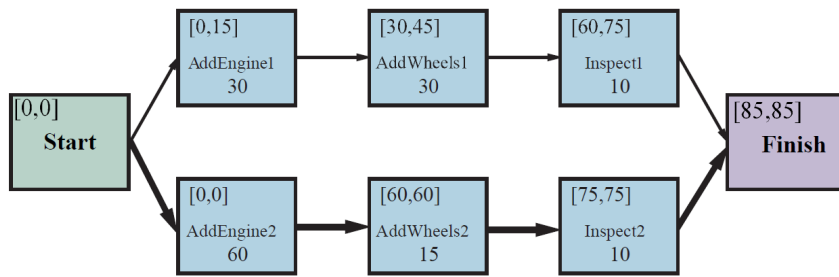 [0,0]
Start
[0,15]
AddEngine1
30
[30,45]
AddWheels1
30
[60,75]
Inspect1
10
[0,0]
AddEngine2
60
[60,60]
AddWheels2
15
[75,75]
Inspect2
10
[85,85]
Finish